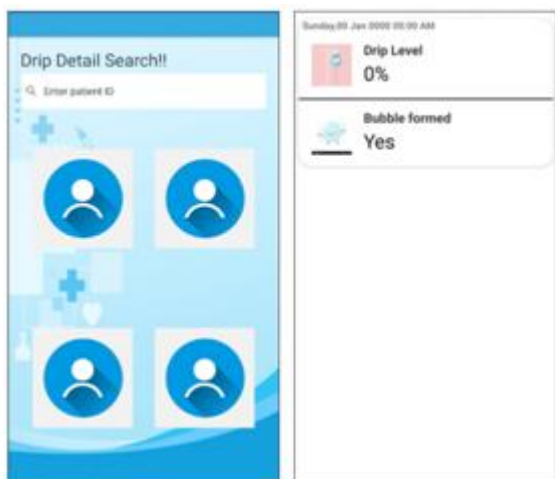 Drip Detail Search!!
Enter patient ID
Sunday,00 Jan 0000 00:00 AM
Drip Level
0%
Bubble formed
Yes